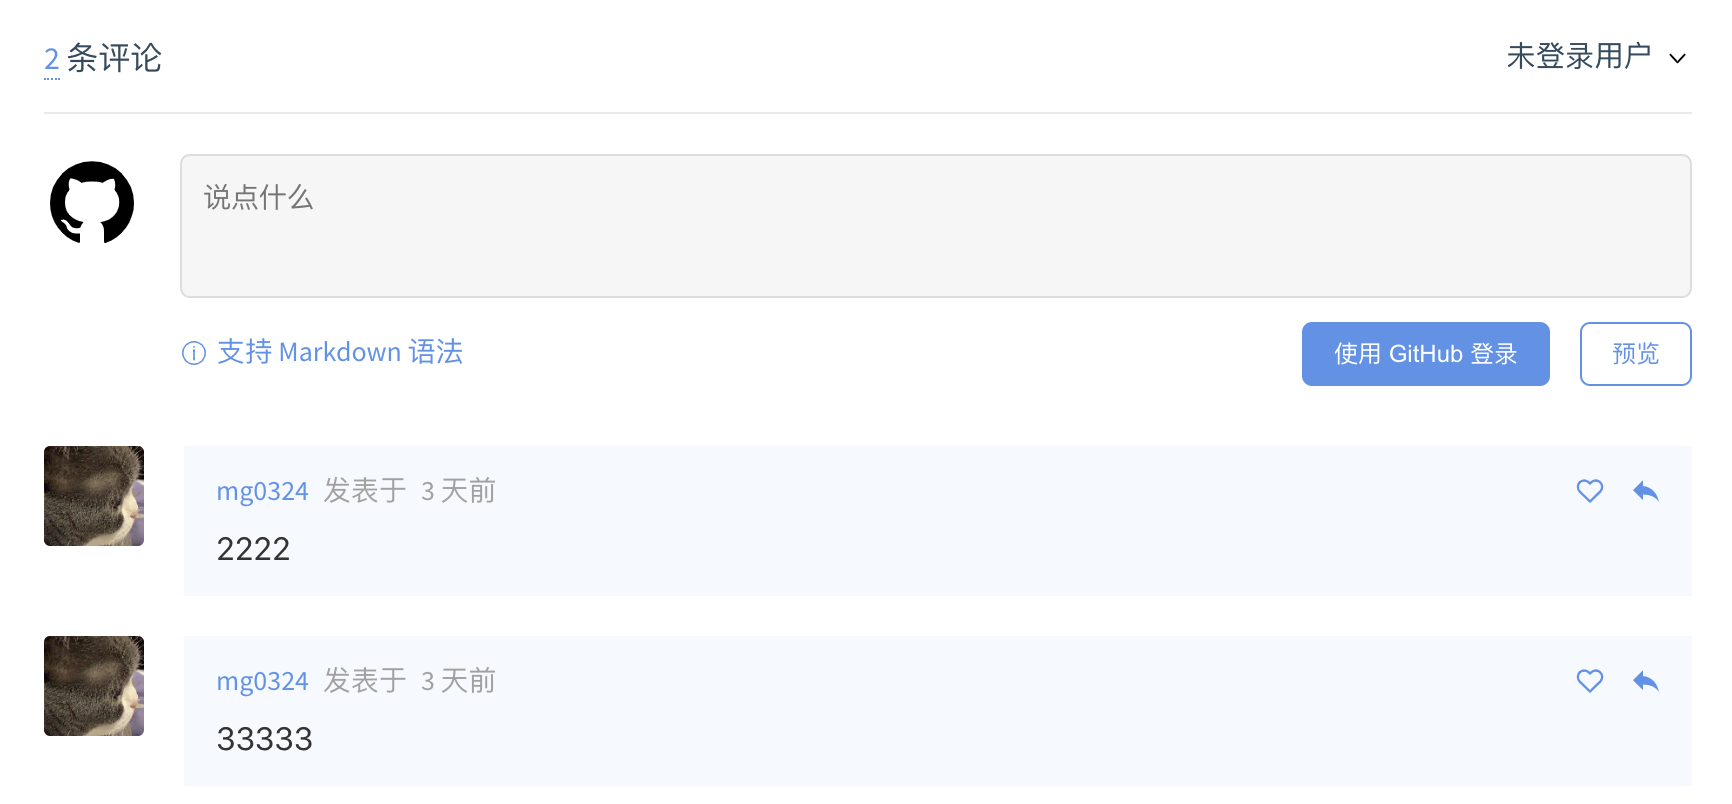 2 条评论
未登录用户
说点什么
支持 Markdown 语法
使用 GitHub 登录
预览
mg0324 发表于 3 天前
2222
mg0324 发表于 3 天前
33333